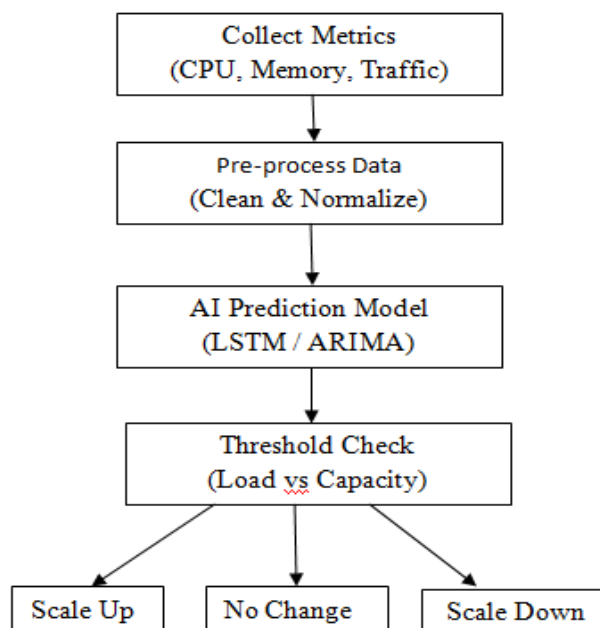 Collect Metrics
(CPU, Memory, Traffic)
Pre-process Data
(Clean & Normalize)
AI Prediction Model
(LSTM / ARIMA)
Threshold Check
(Load vs Capacity)
Scale Up
No Change
Scale Down